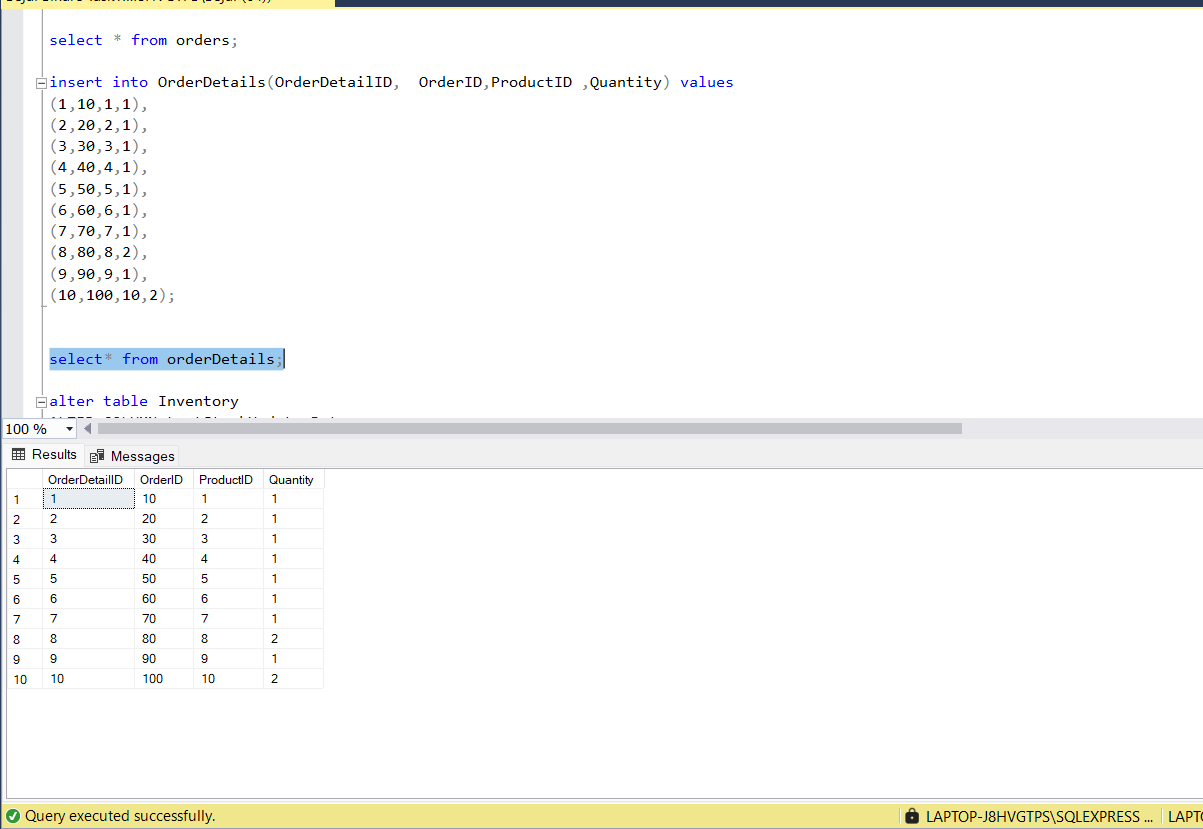 select * from orders;
insert into OrderDetails(OrderDetailID,  OrderID,ProductID ,Quantity) values
(1,10,1,1),
(2,20,2,1),
(3,30,3,1),
(4,40,4,1),
(5,50,5,1),
(6,60,6,1),
(7,70,7,1),
(8,80,8,2),
(9,90,9,1),
(10,100,10,2);
select* from orderDetails;
alter table Inventory
100 %
Results Messages
OrderDetailID OrderID ProductID Quantity
1 1 10 1 1
2 2 20 2 1
3 3 30 3 1
4 4 40 4 1
5 5 50 5 1
6 6 60 6 1
7 7 70 7 1
8 8 80 8 2
9 9 90 9 1
10 10 100 10 2
Query executed successfully. LAPTOP-J8HVGTPS\SQLEXPRESS ... LAPTO